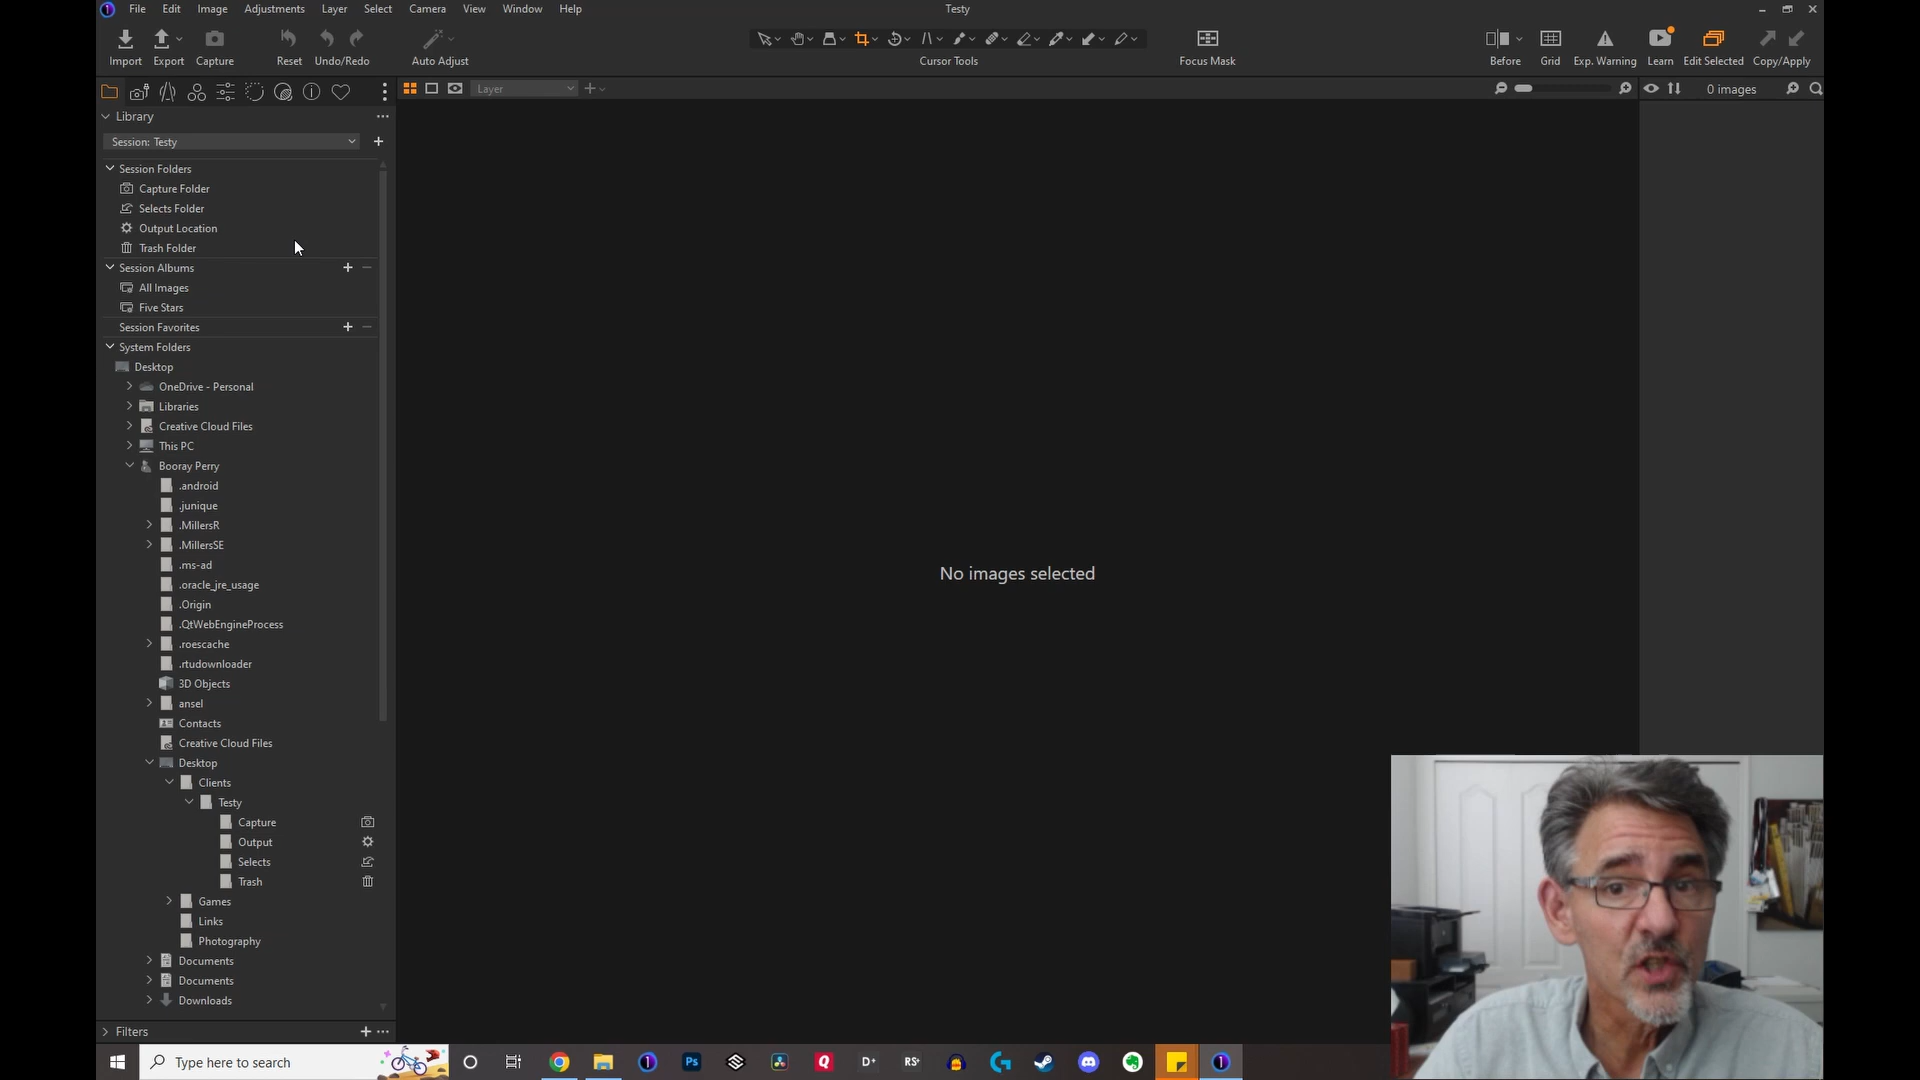 File Edit Image Adjustments Layer Select Camera View Window Help Testy
Import Export Capture Reset Undo/Redo Auto Adjust Cursor Tools Focus Mask Before Grid Exp. Warning Learn Edit Selected Copy/Apply
Layer 0 images
Library
Session: Testy
Session Folders
Capture Folder
Selects Folder
Output Location
Trash Folder
Session Albums
All Images
Five Stars
Session Favorites
System Folders
Desktop
OneDrive - Personal
Libraries
Creative Cloud Files
This PC
Booray Perry
.android
.junique
.MillersR
.MillersSE
.ms-ad
.oracle_jre_usage
.Origin
.QtWebEngineProcess
.roescache
.rtudownloader
3D Objects
ansel
Contacts
Creative Cloud Files
Desktop
Clients
Testy
Capture
Output
Selects
Trash
Games
Links
Photography
Documents
Documents
Downloads
Filters
No images selected
Type here to search Ps Q D+ RS+